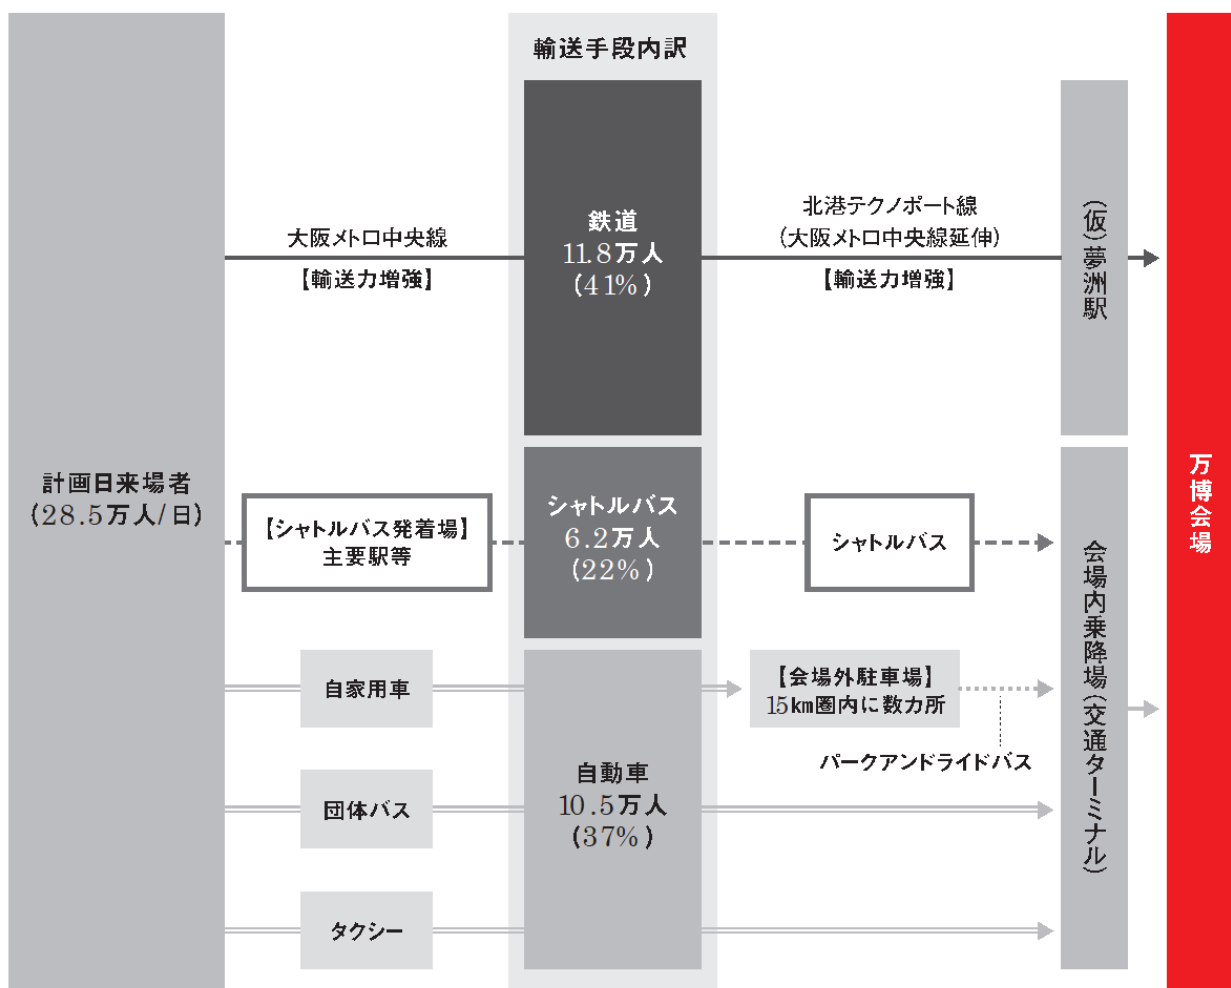 輸送手段内訳
計画日来場者
(28.5万人/日)
大阪メトロ中央線
【輸送力増強】
鉄道
11.8万人
(41%)
北港テクノポート線
(大阪メトロ中央線延伸)
【輸送力増強】
(仮)夢洲駅
【シャトルバス発着場】
主要駅等
シャトルバス
6.2万人
(22%)
シャトルバス
自家用車
団体バス
タクシー
自動車
10.5万人
(37%)
【会場外駐車場】
15km圏内に数カ所
パークアンドライドバス
会場内乗降場(交通ターミナル)
万博会場